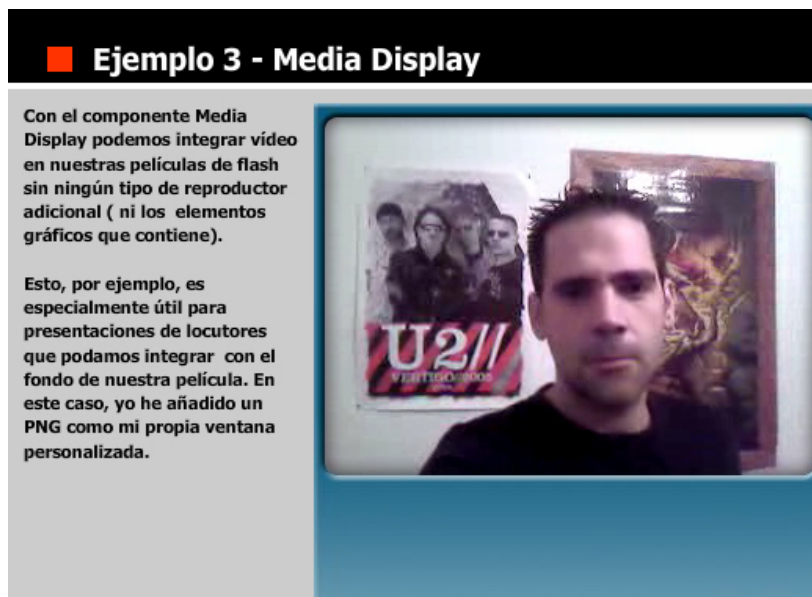 Ejemplo 3 - Media Display
Con el componente Media
Display podemos integrar vídeo
en nuestras películas de flash
sin ningún tipo de reproductor
adicional ( ni los elementos
gráficos que contiene).
Esto, por ejemplo, es
especialmente útil para
presentaciones de locutores
que podamos integrar con el
fondo de nuestra película. En
este caso, yo he añadido un
PNG como mi propia ventana
personalizada.
U2//
VERTIGO//2005